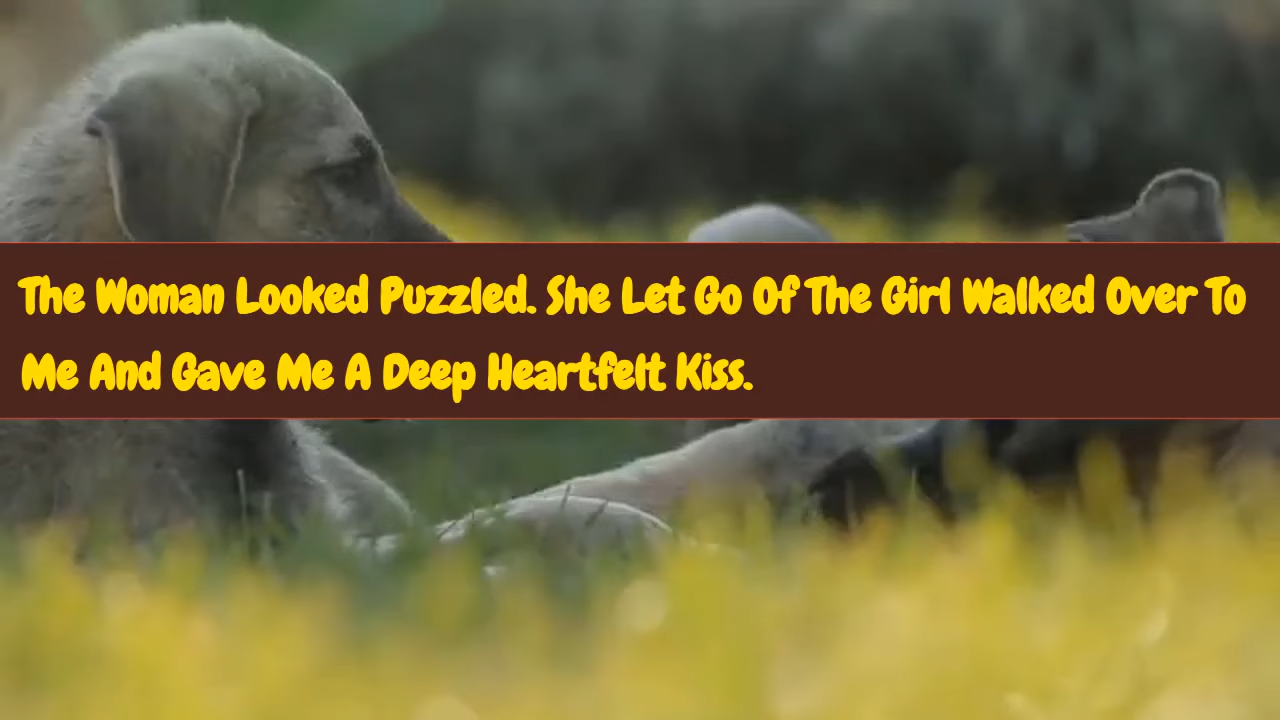 The Woman Looked Puzzled. She Let Go Of The Girl Walked Over To
Me And Gave Me A Deep Heartfelt Kiss.